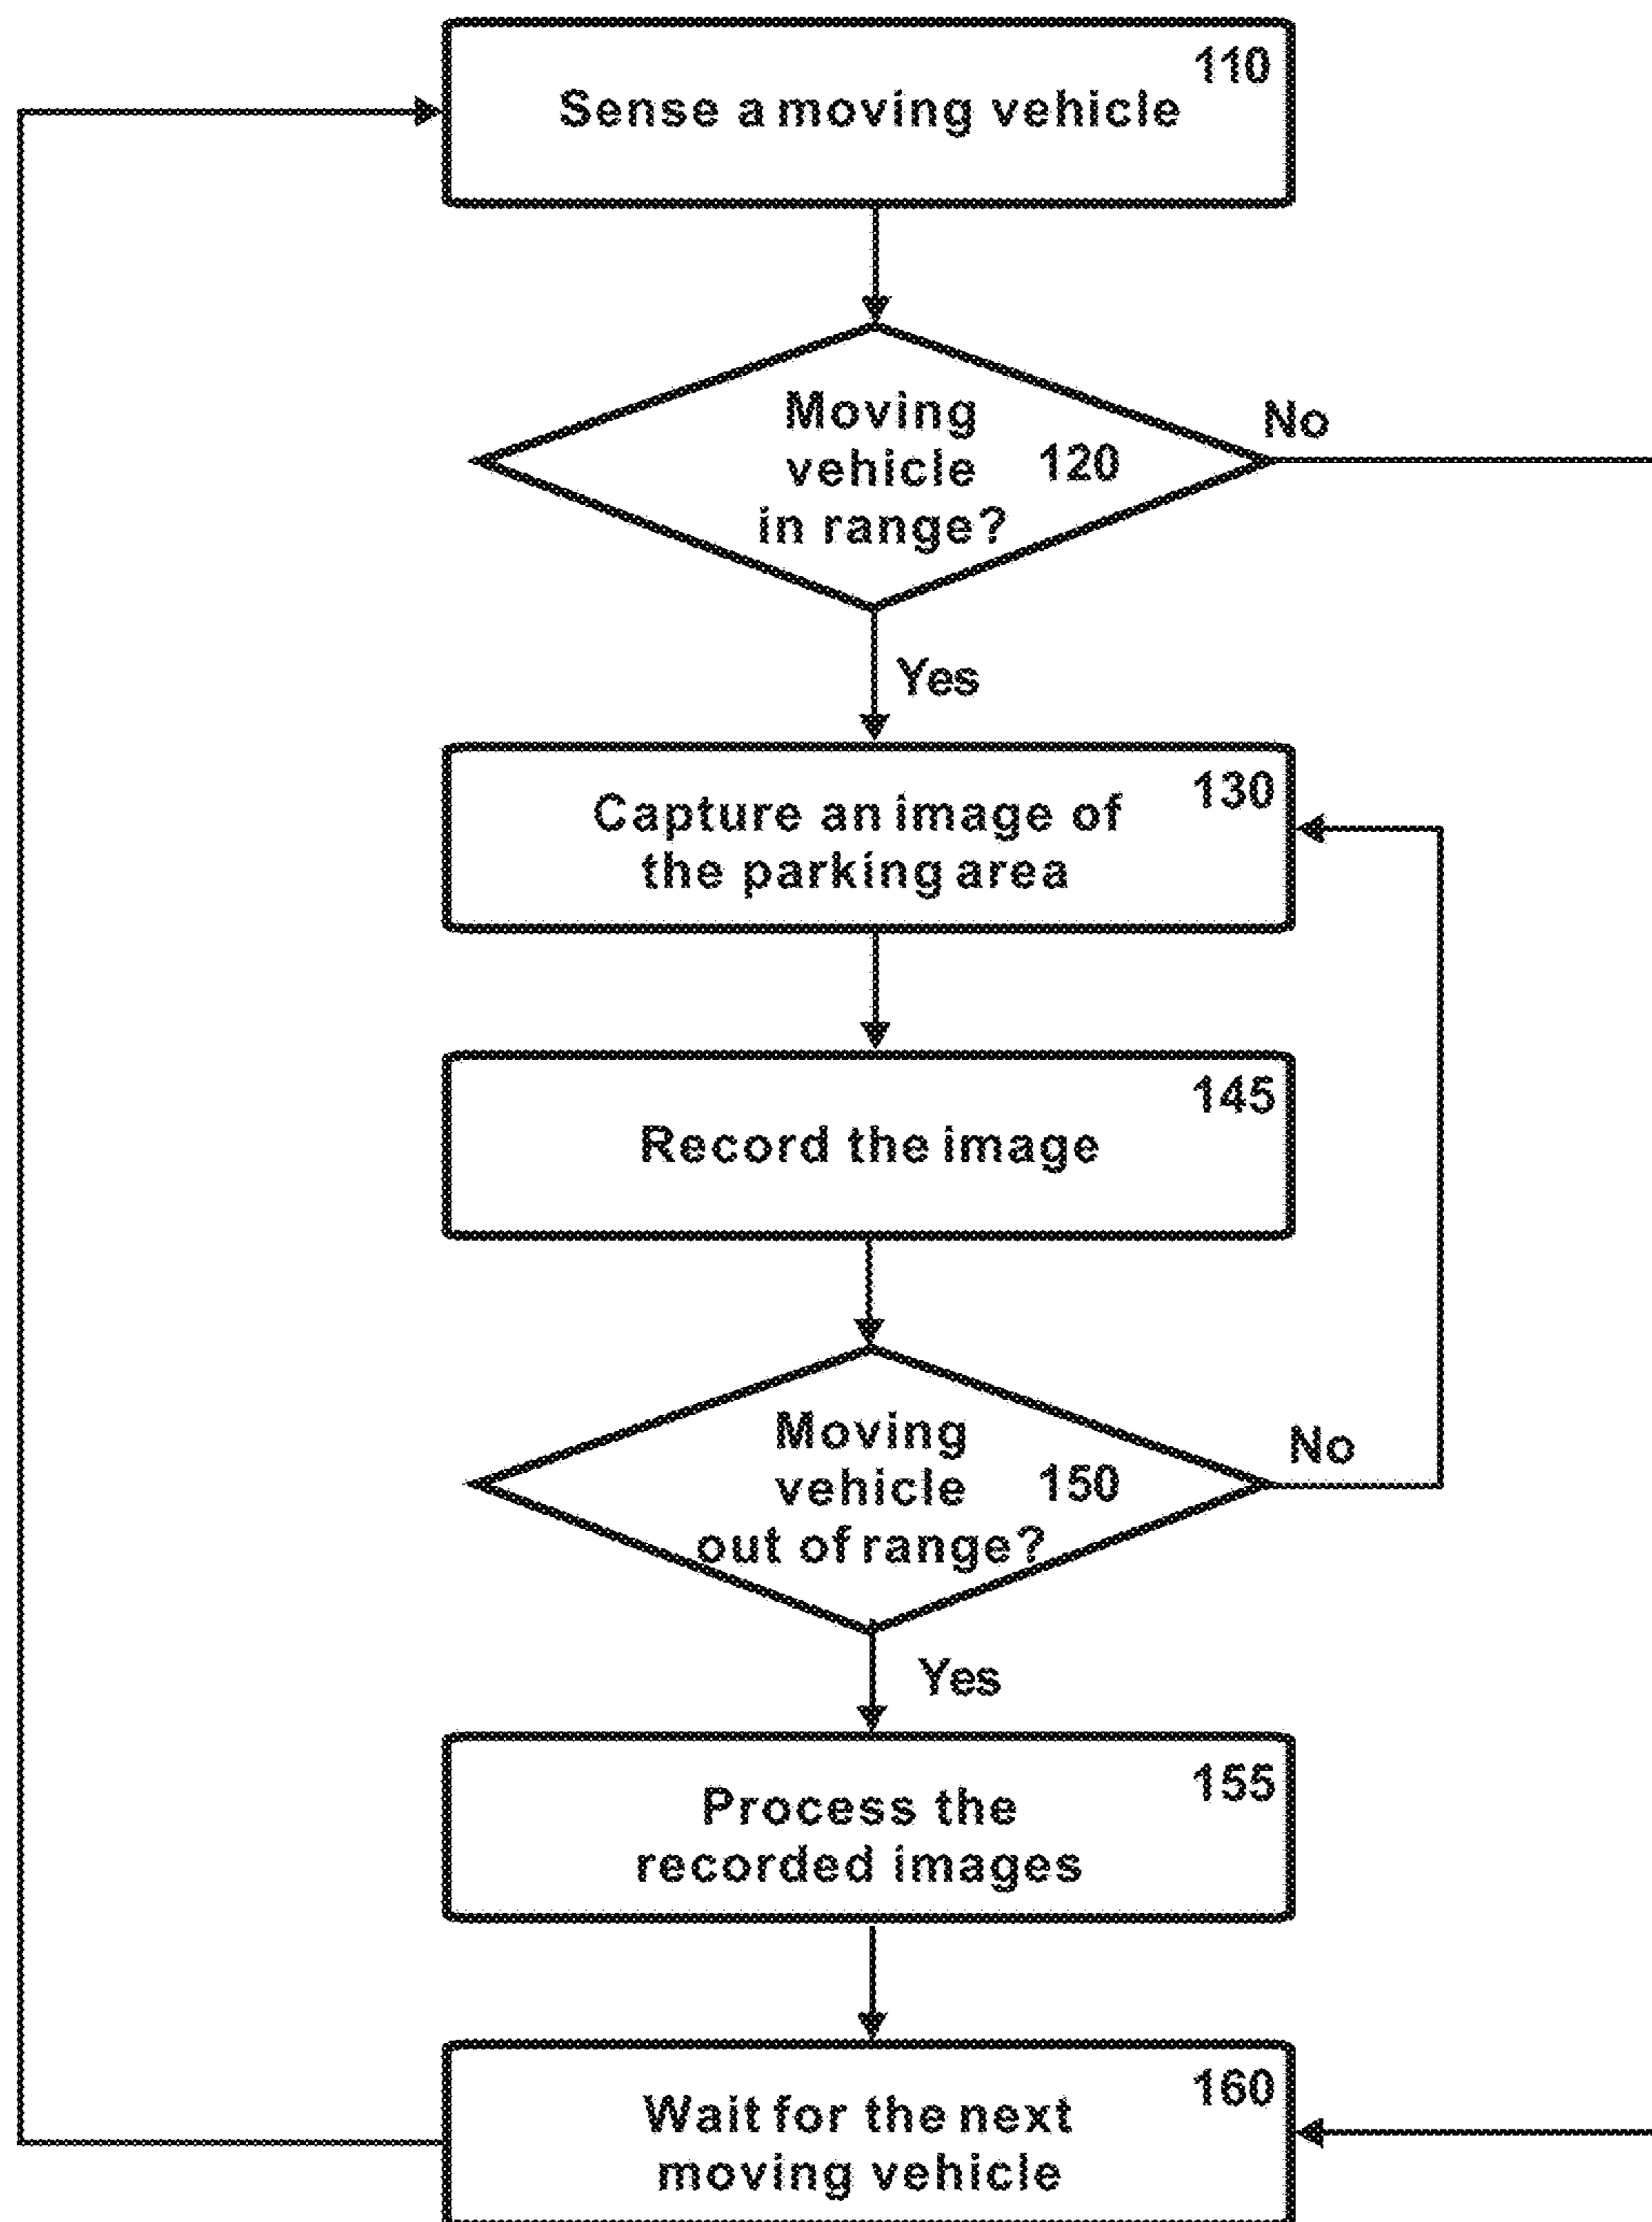 110
Sense a moving vehicle
Moving
vehicle 120
in range?
No
Yes
130
Capture an image of
the parking area
145
Record the image
Moving
vehicle 150
out of range?
No
Yes
155
Process the
recorded images
160
Wait for the next
moving vehicle